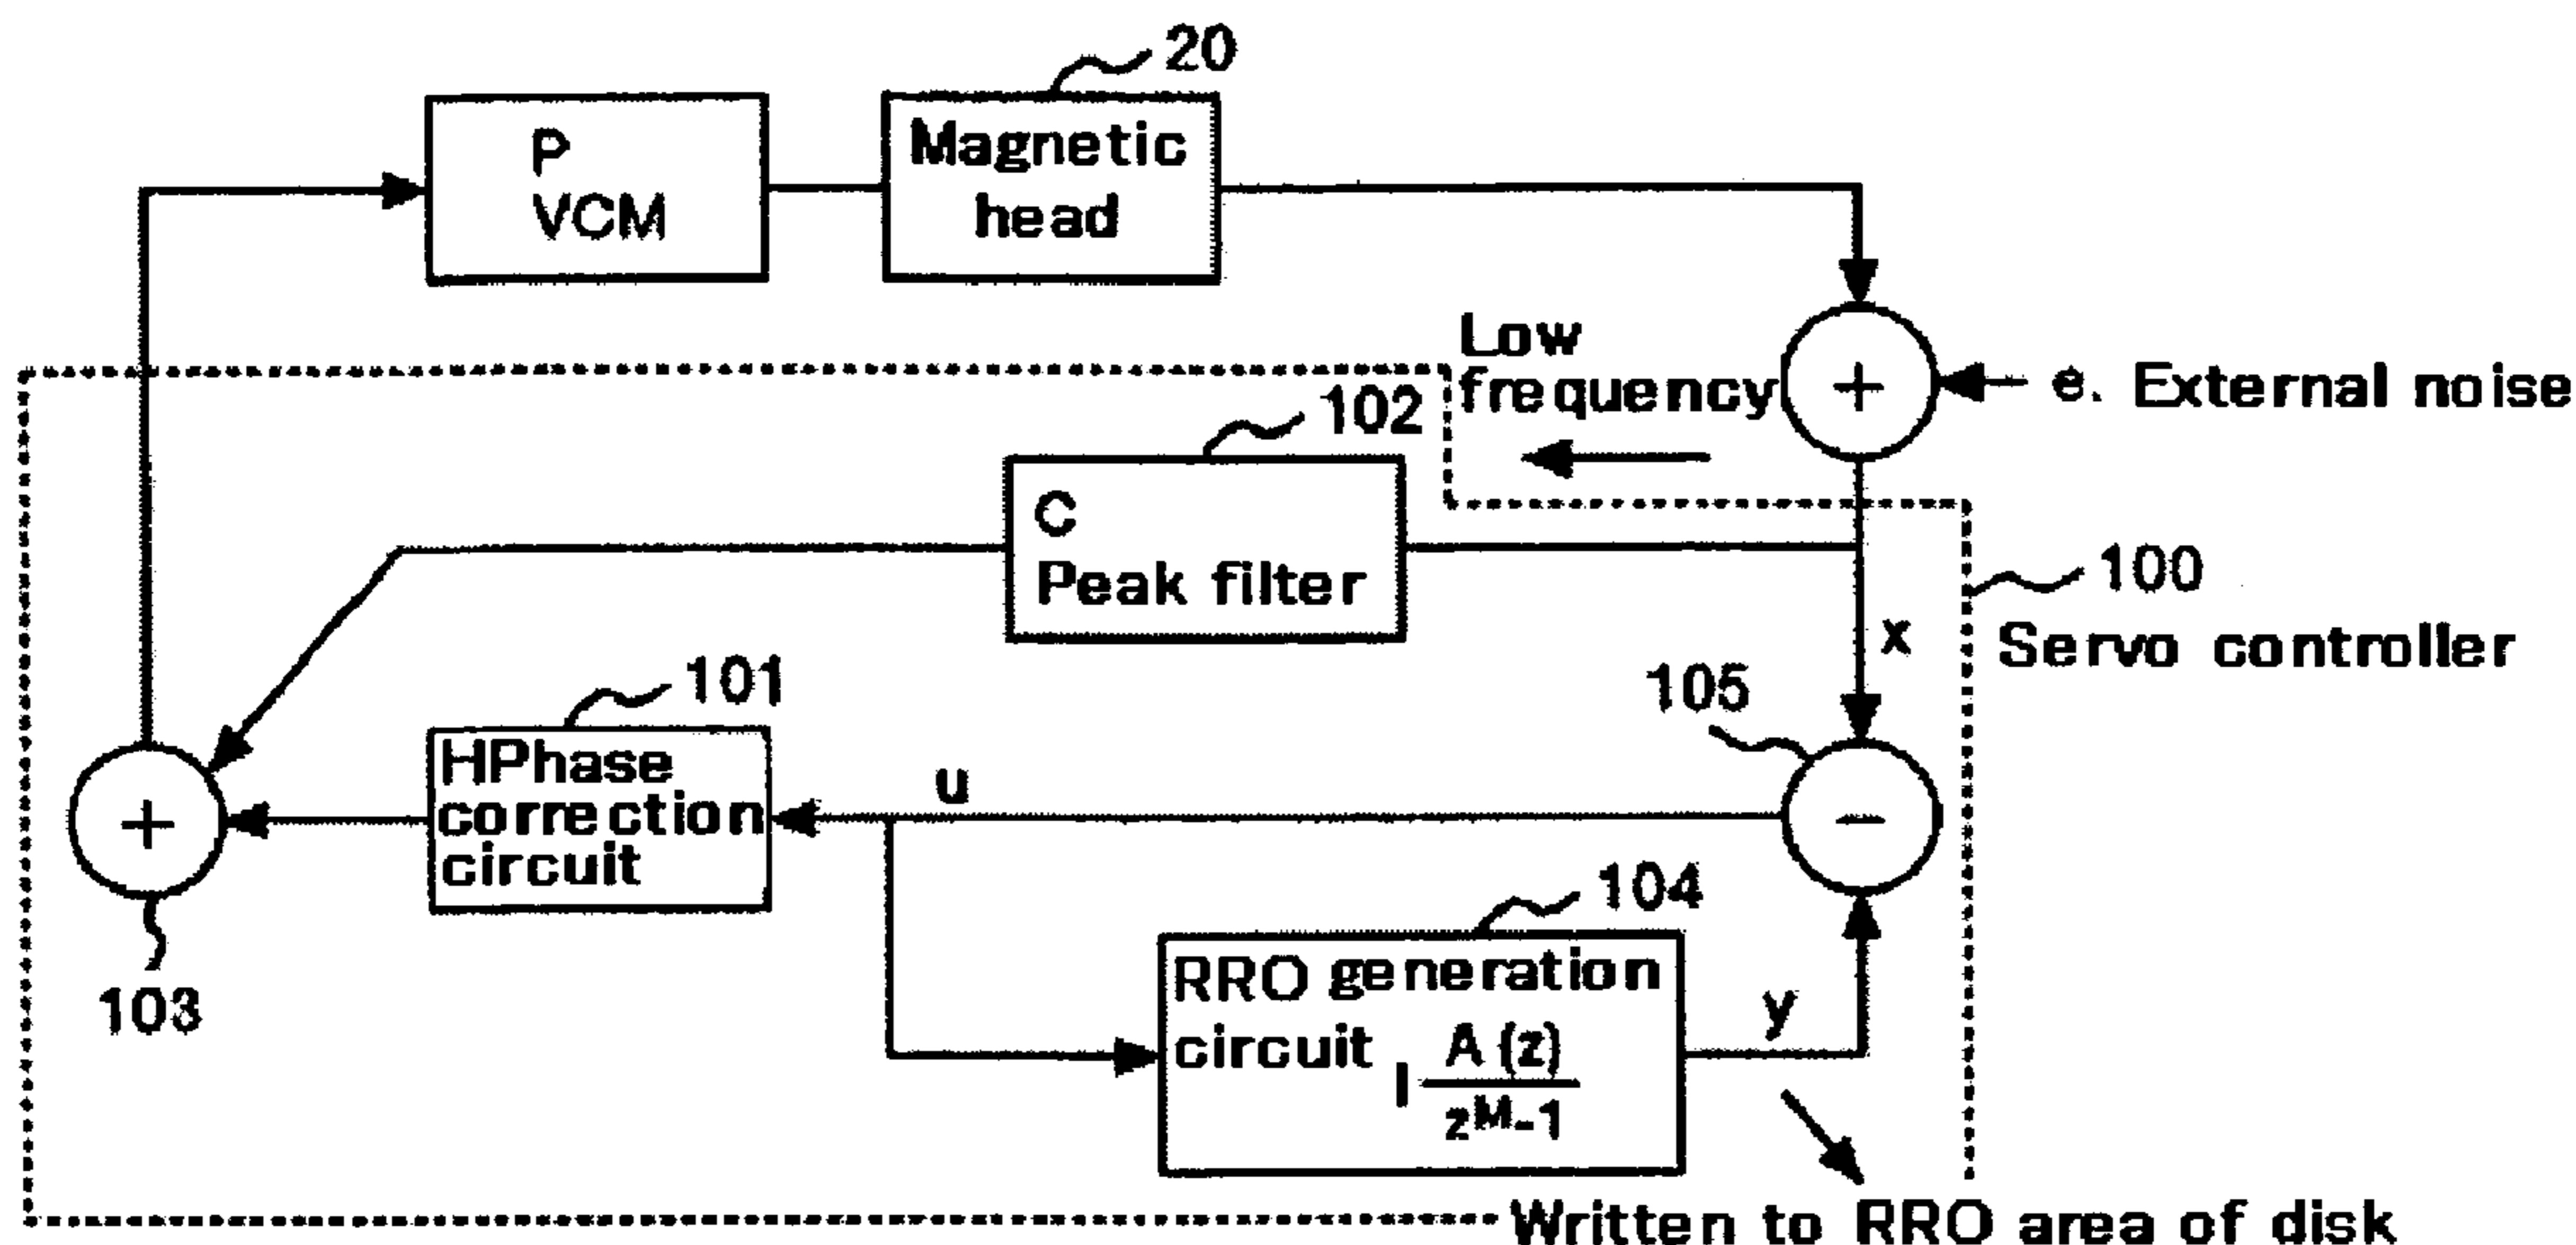 20
P
VCM
Magnetic
head
Low
frequency
+
e. External noise
102
C
Peak filter
100
Servo controller
x
101
105
HPhase
correction
circuit
u
+
-
103
104
RRO generation
circuit I A(z)
z^M-1
y
Written to RRO area of disk